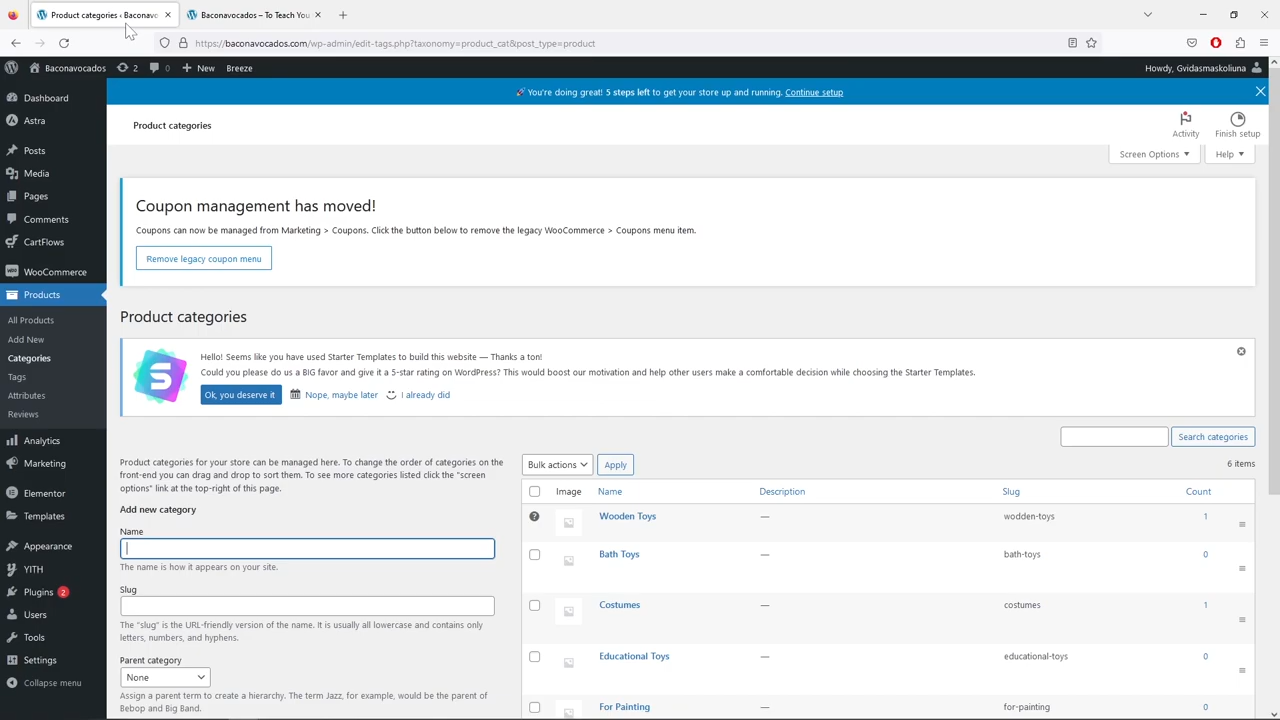 Product categories ‹ Baconavo
Baconavocados – To Teach You
https://baconavocados.com/wp-admin/edit-tags.php?taxonomy=product_cat&post_type=product
Baconavocados
2
0
New
Breeze
Howdy, Gvidasmaskoliuna
🚀 You're doing great! 5 steps left to get your store up and running. Continue setup
Product categories
Activity
Finish setup
Screen Options
Help
Dashboard
Astra
Posts
Media
Pages
Comments
CartFlows
WooCommerce
Products
All Products
Add New
Categories
Tags
Attributes
Reviews
Analytics
Marketing
Elementor
Templates
Appearance
YITH
Plugins 2
Users
Tools
Settings
Collapse menu
Coupon management has moved!
Coupons can now be managed from Marketing > Coupons. Click the button below to remove the legacy WooCommerce > Coupons menu item.
Remove legacy coupon menu
Product categories
Hello! Seems like you have used Starter Templates to build this website — Thanks a ton!
Could you please do us a BIG favor and give it a 5-star rating on WordPress? This would boost our motivation and help other users make a comfortable decision while choosing the Starter Templates.
Ok, you deserve it
Nope, maybe later
I already did
Search categories
Product categories for your store can be managed here. To change the order of categories on the
front-end you can drag and drop to sort them. To see more categories listed click the "screen
options" link at the top-right of this page.
Add new category
Name
The name is how it appears on your site.
Slug
The "slug" is the URL-friendly version of the name. It is usually all lowercase and contains only
letters, numbers, and hyphens.
Parent category
None
Assign a parent term to create a hierarchy. The term Jazz, for example, would be the parent of
Bebop and Big Band.
Bulk actions
Apply
6 items
Image Name Description Slug Count
Wooden Toys — wodden-toys 1
Bath Toys — bath-toys 0
Costumes — costumes 1
Educational Toys — educational-toys 0
For Painting — for-painting 0